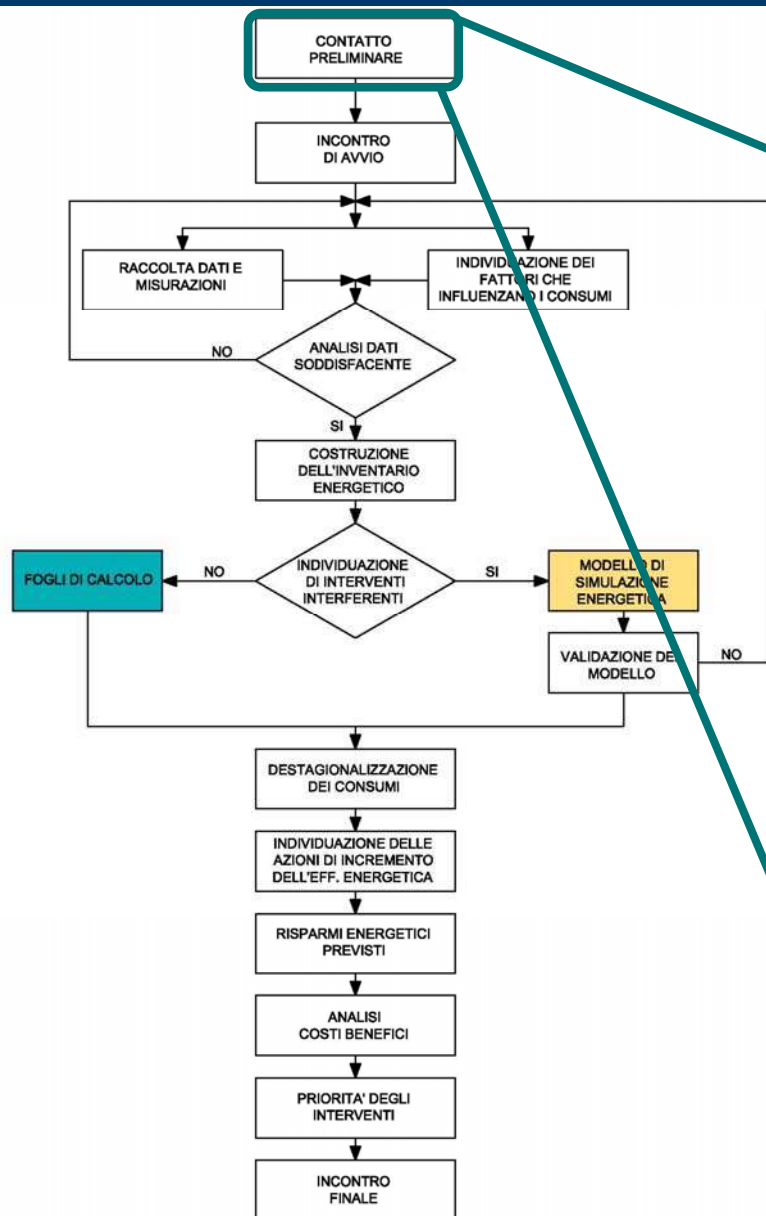 CONTATTO
PRELIMINARE
INCONTRO
DI AVVIO
RACCOLTA DATI E
MISURAZIONI
INDIVIDUAZIONE DEI
FATTORI CHE
INFLUENZANO I CONSUMI
NO
ANALISI DATI
SODDISFACENTE
SI
COSTRUZIONE
DELL'INVENTARIO
ENERGETICO
FOGLI DI CALCOLO
NO
INDIVIDUAZIONE
DI INTERVENTI
INTERFERENTI
SI
MODELLO DI
SIMULAZIONE
ENERGETICA
VALIDAZIONE DEL
MODELLO
NO
DESTAGIONALIZZAZIONE
DEI CONSUMI
INDIVIDUAZIONE DELLE
AZIONI DI INCREMENTO
DELL'EFF. ENERGETICA
RISPARMI ENERGETICI
PREVISTI
ANALISI
COSTI BENEFICI
PRIORITA' DEGLI
INTERVENTI
INCONTRO
FINALE